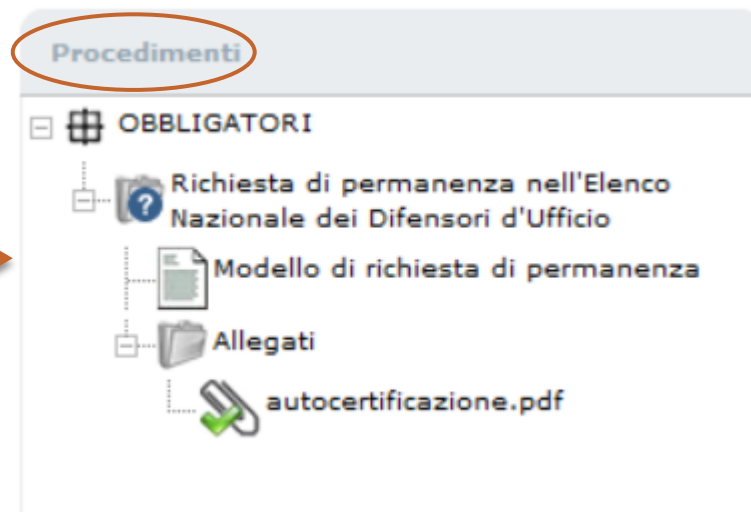 Procedimenti
OBBLIGATORI
Richiesta di permanenza nell'Elenco
Nazionale dei Difensori d'Ufficio
Modello di richiesta di permanenza
Allegati
autocertificazione.pdf